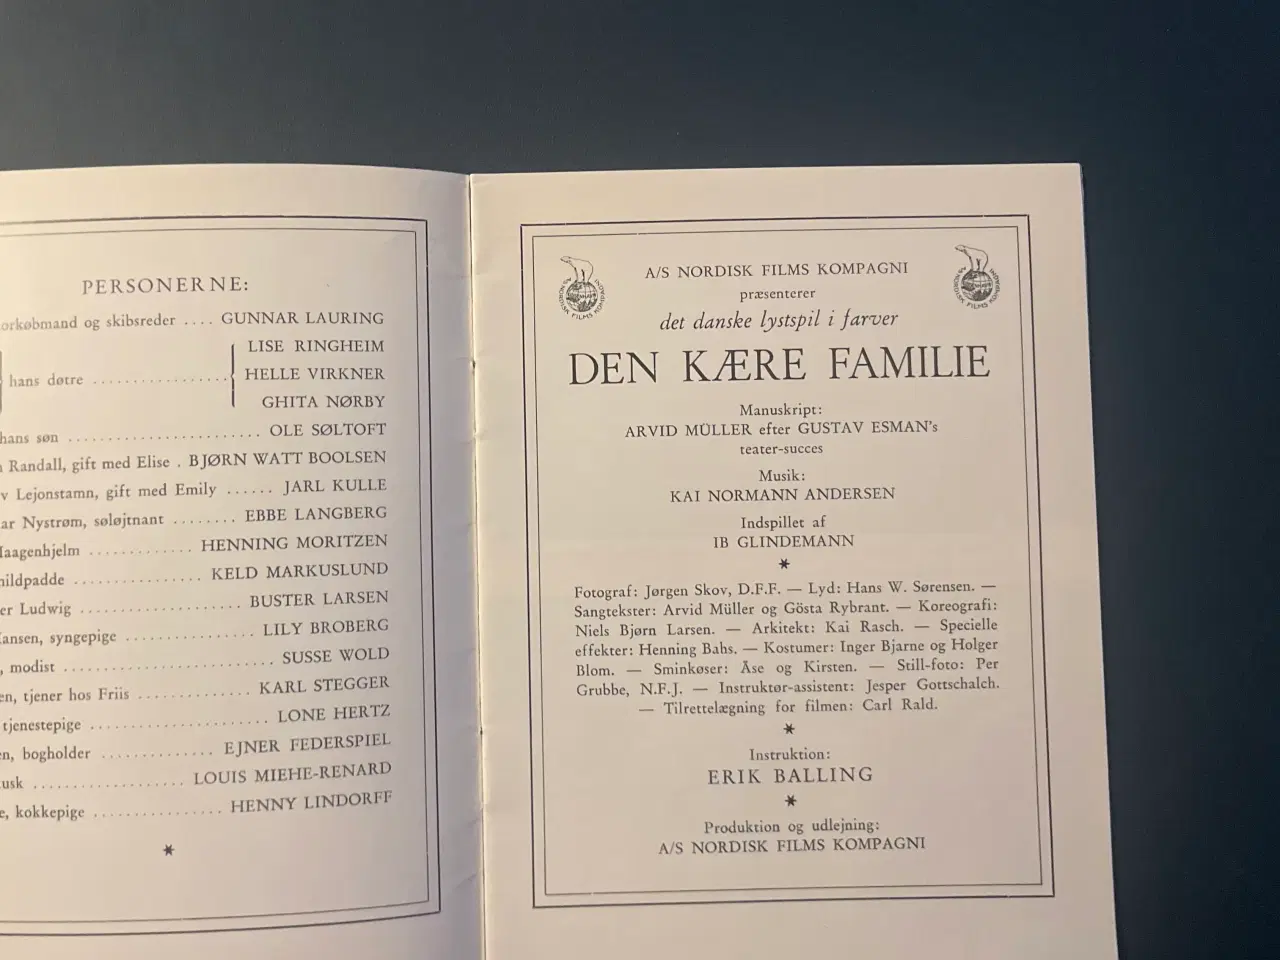 PERSONERNE:
orkøbmand og skibsreder .... GUNNAR LAURING
LISE RINGHEIM
hans døtre ................. HELLE VIRKNER
GHITA NØRBY
hans søn ........................ OLE SØLTOFT
Randall, gift med Elise . BJØRN WATT BOOLSEN
v Lejonstamn, gift med Emily ...... JARL KULLE
ar Nystrøm, søløjtnant ........ EBBE LANGBERG
Haagenhjelm ............. HENNING MORITZEN
hildpadde ................ KELD MARKUSLUND
er Ludwig .................... BUSTER LARSEN
Hansen, syngepige ................ LILY BROBERG
, modist .......................... SUSSE WOLD
en, tjener hos Friis .............. KARL STEGGER
tjenestepige ...................... LONE HERTZ
en, bogholder .............. EJNER FEDERSPIEL
usk ................... LOUIS MIEHE-RENARD
e, kokkepige ................ HENNY LINDORFF
*
A/S NORDISK FILMS KOMPAGNI
præsenterer
det danske lystspil i farver
DEN KÆRE FAMILIE
Manuskript:
ARVID MÜLLER efter GUSTAV ESMAN's
teater-succes
Musik:
KAI NORMANN ANDERSEN
Indspillet af
IB GLINDEMANN
*
Fotograf: Jørgen Skov, D.F.F. — Lyd: Hans W. Sørensen. —
Sangtekster: Arvid Müller og Gösta Rybrant. — Koreografi:
Niels Bjørn Larsen. — Arkitekt: Kai Rasch. — Specielle
effekter: Henning Bahs. — Kostumer: Inger Bjarne og Holger
Blom. — Sminkøser: Åse og Kirsten. — Still-foto: Per
Grubbe, N.F.J. — Instruktør-assistent: Jesper Gottschalch.
— Tilrettelægning for filmen: Carl Rald.
*
Instruktion:
ERIK BALLING
*
Produktion og udlejning:
A/S NORDISK FILMS KOMPAGNI